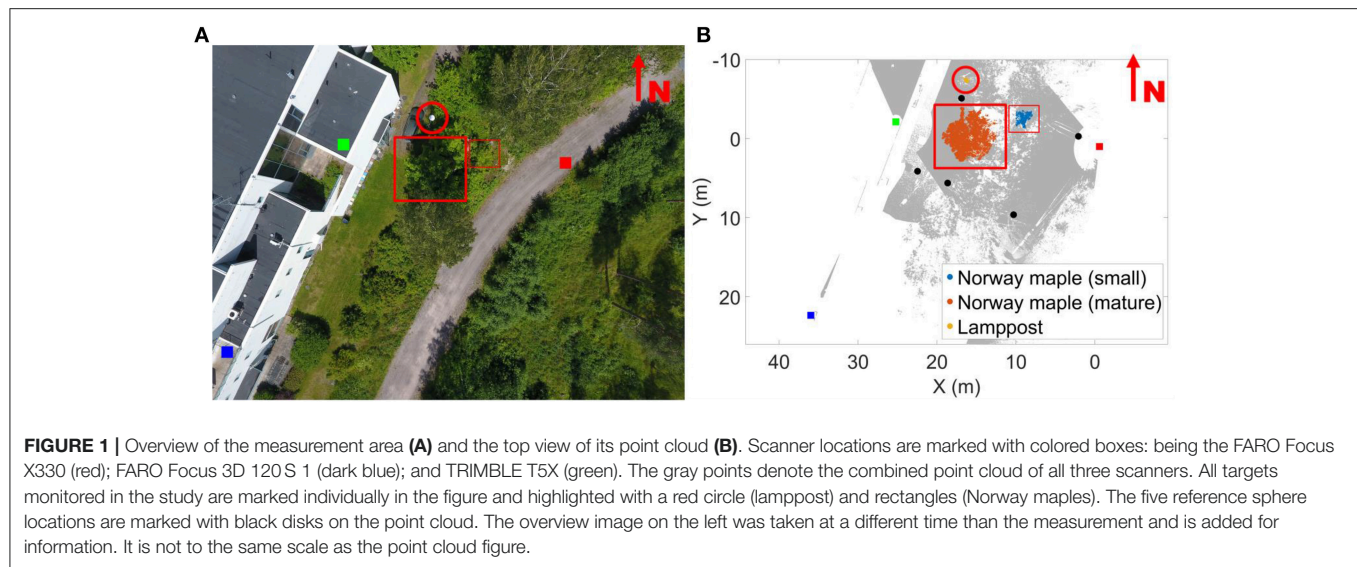 A
N
B
N
-10
0
10
20
Y (m)
40
30
20
10
0
X (m)
Norway maple (small)
Norway maple (mature)
Lamppost
FIGURE 1 | Overview of the measurement area (A) and the top view of its point cloud (B). Scanner locations are marked with colored boxes: being the FARO Focus
X330 (red); FARO Focus 3D 120 S 1 (dark blue); and TRIMBLE T5X (green). The gray points denote the combined point cloud of all three scanners. All targets
monitored in the study are marked individually in the figure and highlighted with a red circle (lamppost) and rectangles (Norway maples). The five reference sphere
locations are marked with black disks on the point cloud. The overview image on the left was taken at a different time than the measurement and is added for
information. It is not to the same scale as the point cloud figure.